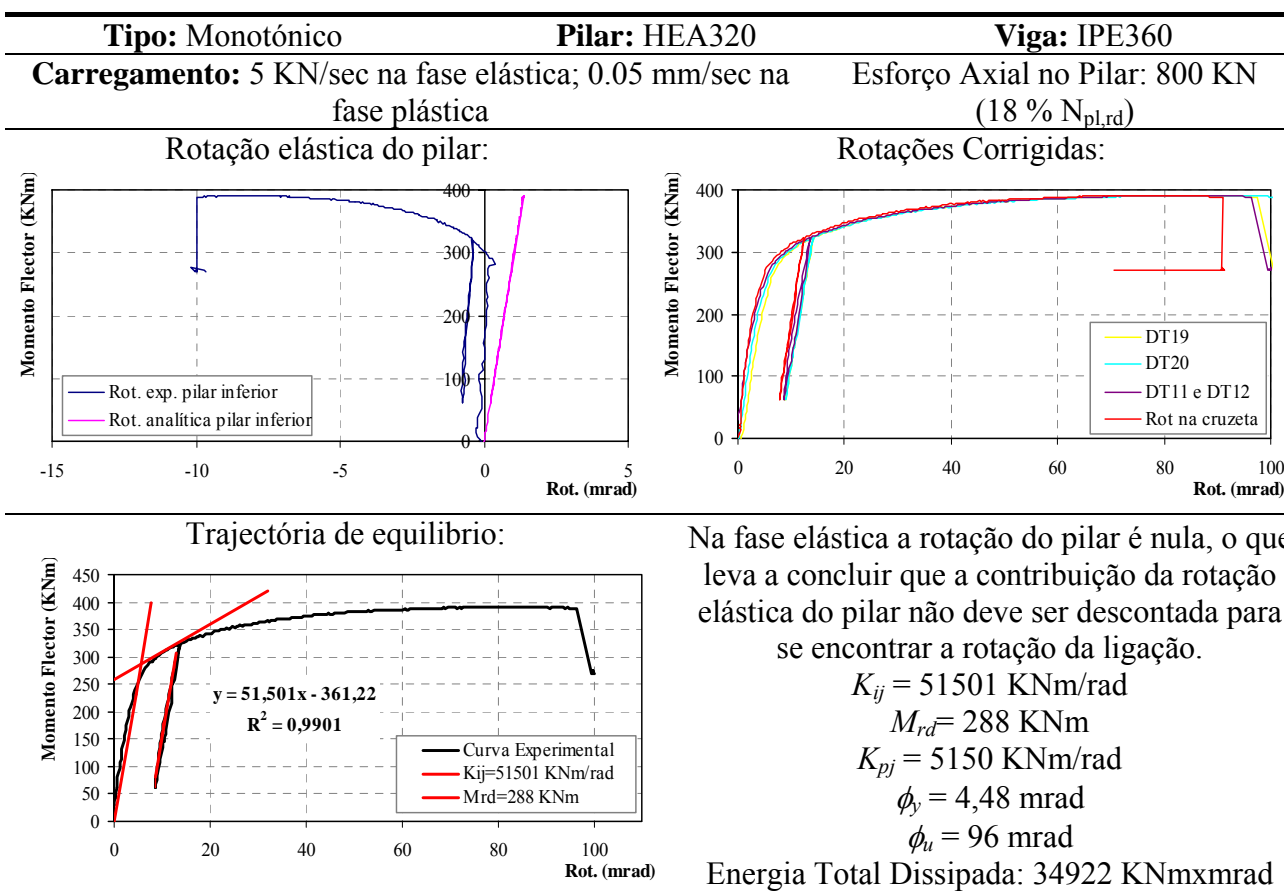 Tipo: Monotónico Pilar: HEA320 Viga: IPE360
Carregamento: 5 KN/sec na fase elástica; 0.05 mm/sec na
fase plástica
Esforço Axial no Pilar: 800 KN
(18 % Npl,rd)
Rotação elástica do pilar:
Momento Flector (KNm)
400
300
200
100
0
-15 -10 -5 0 5
Rot. (mrad)
Rot. exp. pilar inferior
Rot. analítica pilar inferior
Rotações Corrigidas:
Momento Flector (KNm)
400
300
200
100
0
0 20 40 60 80 100
Rot. (mrad)
DT19
DT20
DT11 e DT12
Rot na cruzeta
Trajectória de equilibrio:
Momento Flector (KNm)
450
400
350
300
250
200
150
100
50
0
0 20 40 60 80 100
Rot. (mrad)
y = 51,501x - 361,22
R² = 0,9901
Curva Experimental
Kij=51501 KNm/rad
Mrd=288 KNm
Na fase elástica a rotação do pilar é nula, o que
leva a concluir que a contribuição da rotação
elástica do pilar não deve ser descontada para
se encontrar a rotação da ligação.
Kij = 51501 KNm/rad
Mrd= 288 KNm
Kpj = 5150 KNm/rad
ϕy = 4,48 mrad
ϕu = 96 mrad
Energia Total Dissipada: 34922 KNmxmrad